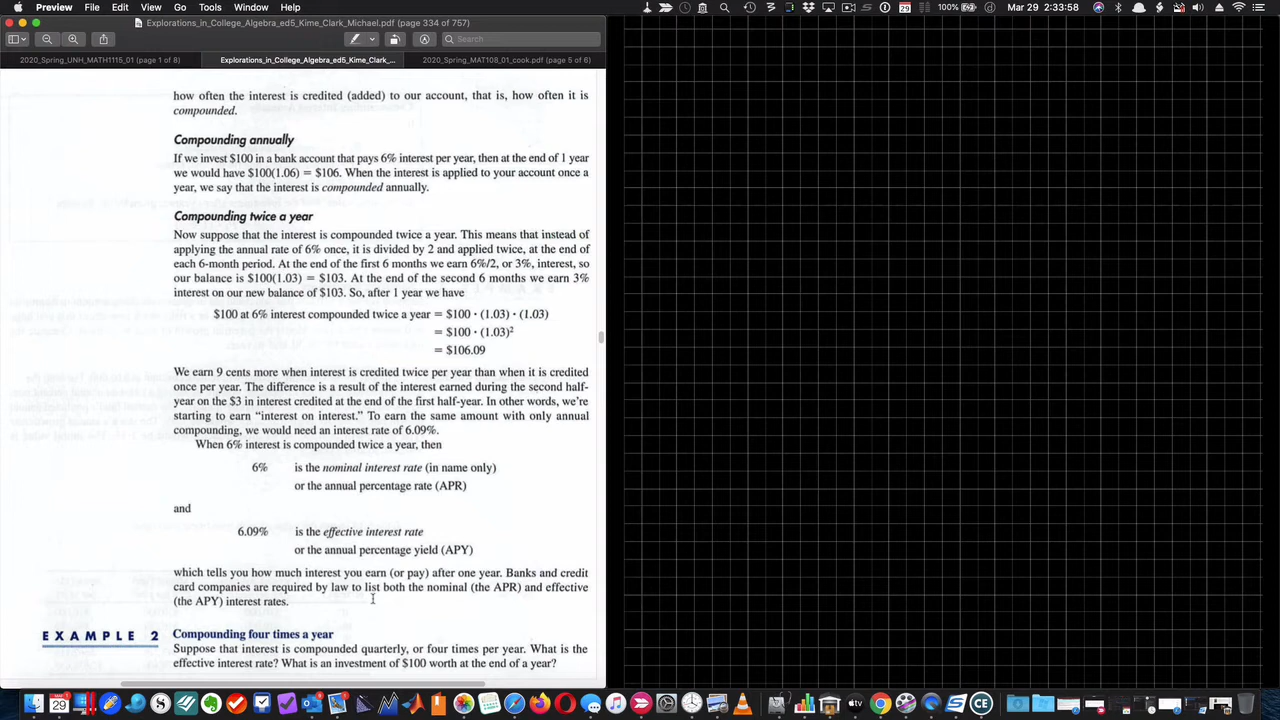 Preview File Edit View Go Tools Window Help
100% Mar 29 2:33:58
Explorations_in_College_Algebra_ed5_Kime_Clark_Michael.pdf (page 334 of 757)
Search
2020_Spring_UNH_MATH1115_01 (page 1 of 8) Explorations_in_College_Algebra_ed5_Kime_Clark_... 2020_Spring_MAT108_01_cook.pdf (page 5 of 6)
how often the interest is credited (added) to our account, that is, how often it is
compounded.
Compounding annually
If we invest $100 in a bank account that pays 6% interest per year, then at the end of 1 year
we would have $100(1.06) = $106. When the interest is applied to your account once a
year, we say that the interest is compounded annually.
Compounding twice a year
Now suppose that the interest is compounded twice a year. This means that instead of
applying the annual rate of 6% once, it is divided by 2 and applied twice, at the end of
each 6-month period. At the end of the first 6 months we earn 6%/2, or 3%, interest, so
our balance is $100(1.03) = $103. At the end of the second 6 months we earn 3%
interest on our new balance of $103. So, after 1 year we have
$100 at 6% interest compounded twice a year = $100 · (1.03) · (1.03)
= $100 · (1.03)²
= $106.09
We earn 9 cents more when interest is credited twice per year than when it is credited
once per year. The difference is a result of the interest earned during the second half-
year on the $3 in interest credited at the end of the first half-year. In other words, we're
starting to earn "interest on interest." To earn the same amount with only annual
compounding, we would need an interest rate of 6.09%.
When 6% interest is compounded twice a year, then
6% is the nominal interest rate (in name only)
or the annual percentage rate (APR)
and
6.09% is the effective interest rate
or the annual percentage yield (APY)
which tells you how much interest you earn (or pay) after one year. Banks and credit
card companies are required by law to list both the nominal (the APR) and effective
(the APY) interest rates.
EXAMPLE 2 Compounding four times a year
Suppose that interest is compounded quarterly, or four times per year. What is the
effective interest rate? What is an investment of $100 worth at the end of a year?